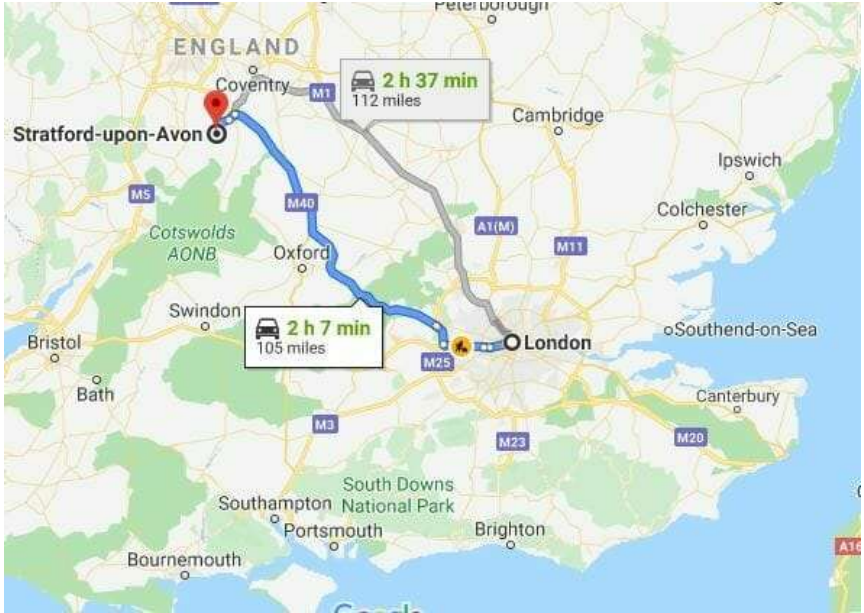 Peterborough
ENGLAND
Coventry
M1
2 h 37 min
112 miles
Cambridge
Stratford-upon-Avon
Ipswich
M5
M40
Colchester
Cotswolds
AONB
Oxford
A1(M)
M11
Swindon
2 h 7 min
105 miles
Southend-on-Sea
London
Bristol
M25
Bath
Canterbury
M3
M23
M20
South Downs
National Park
Southampton
Portsmouth
Brighton
A16
Bournemouth
Google